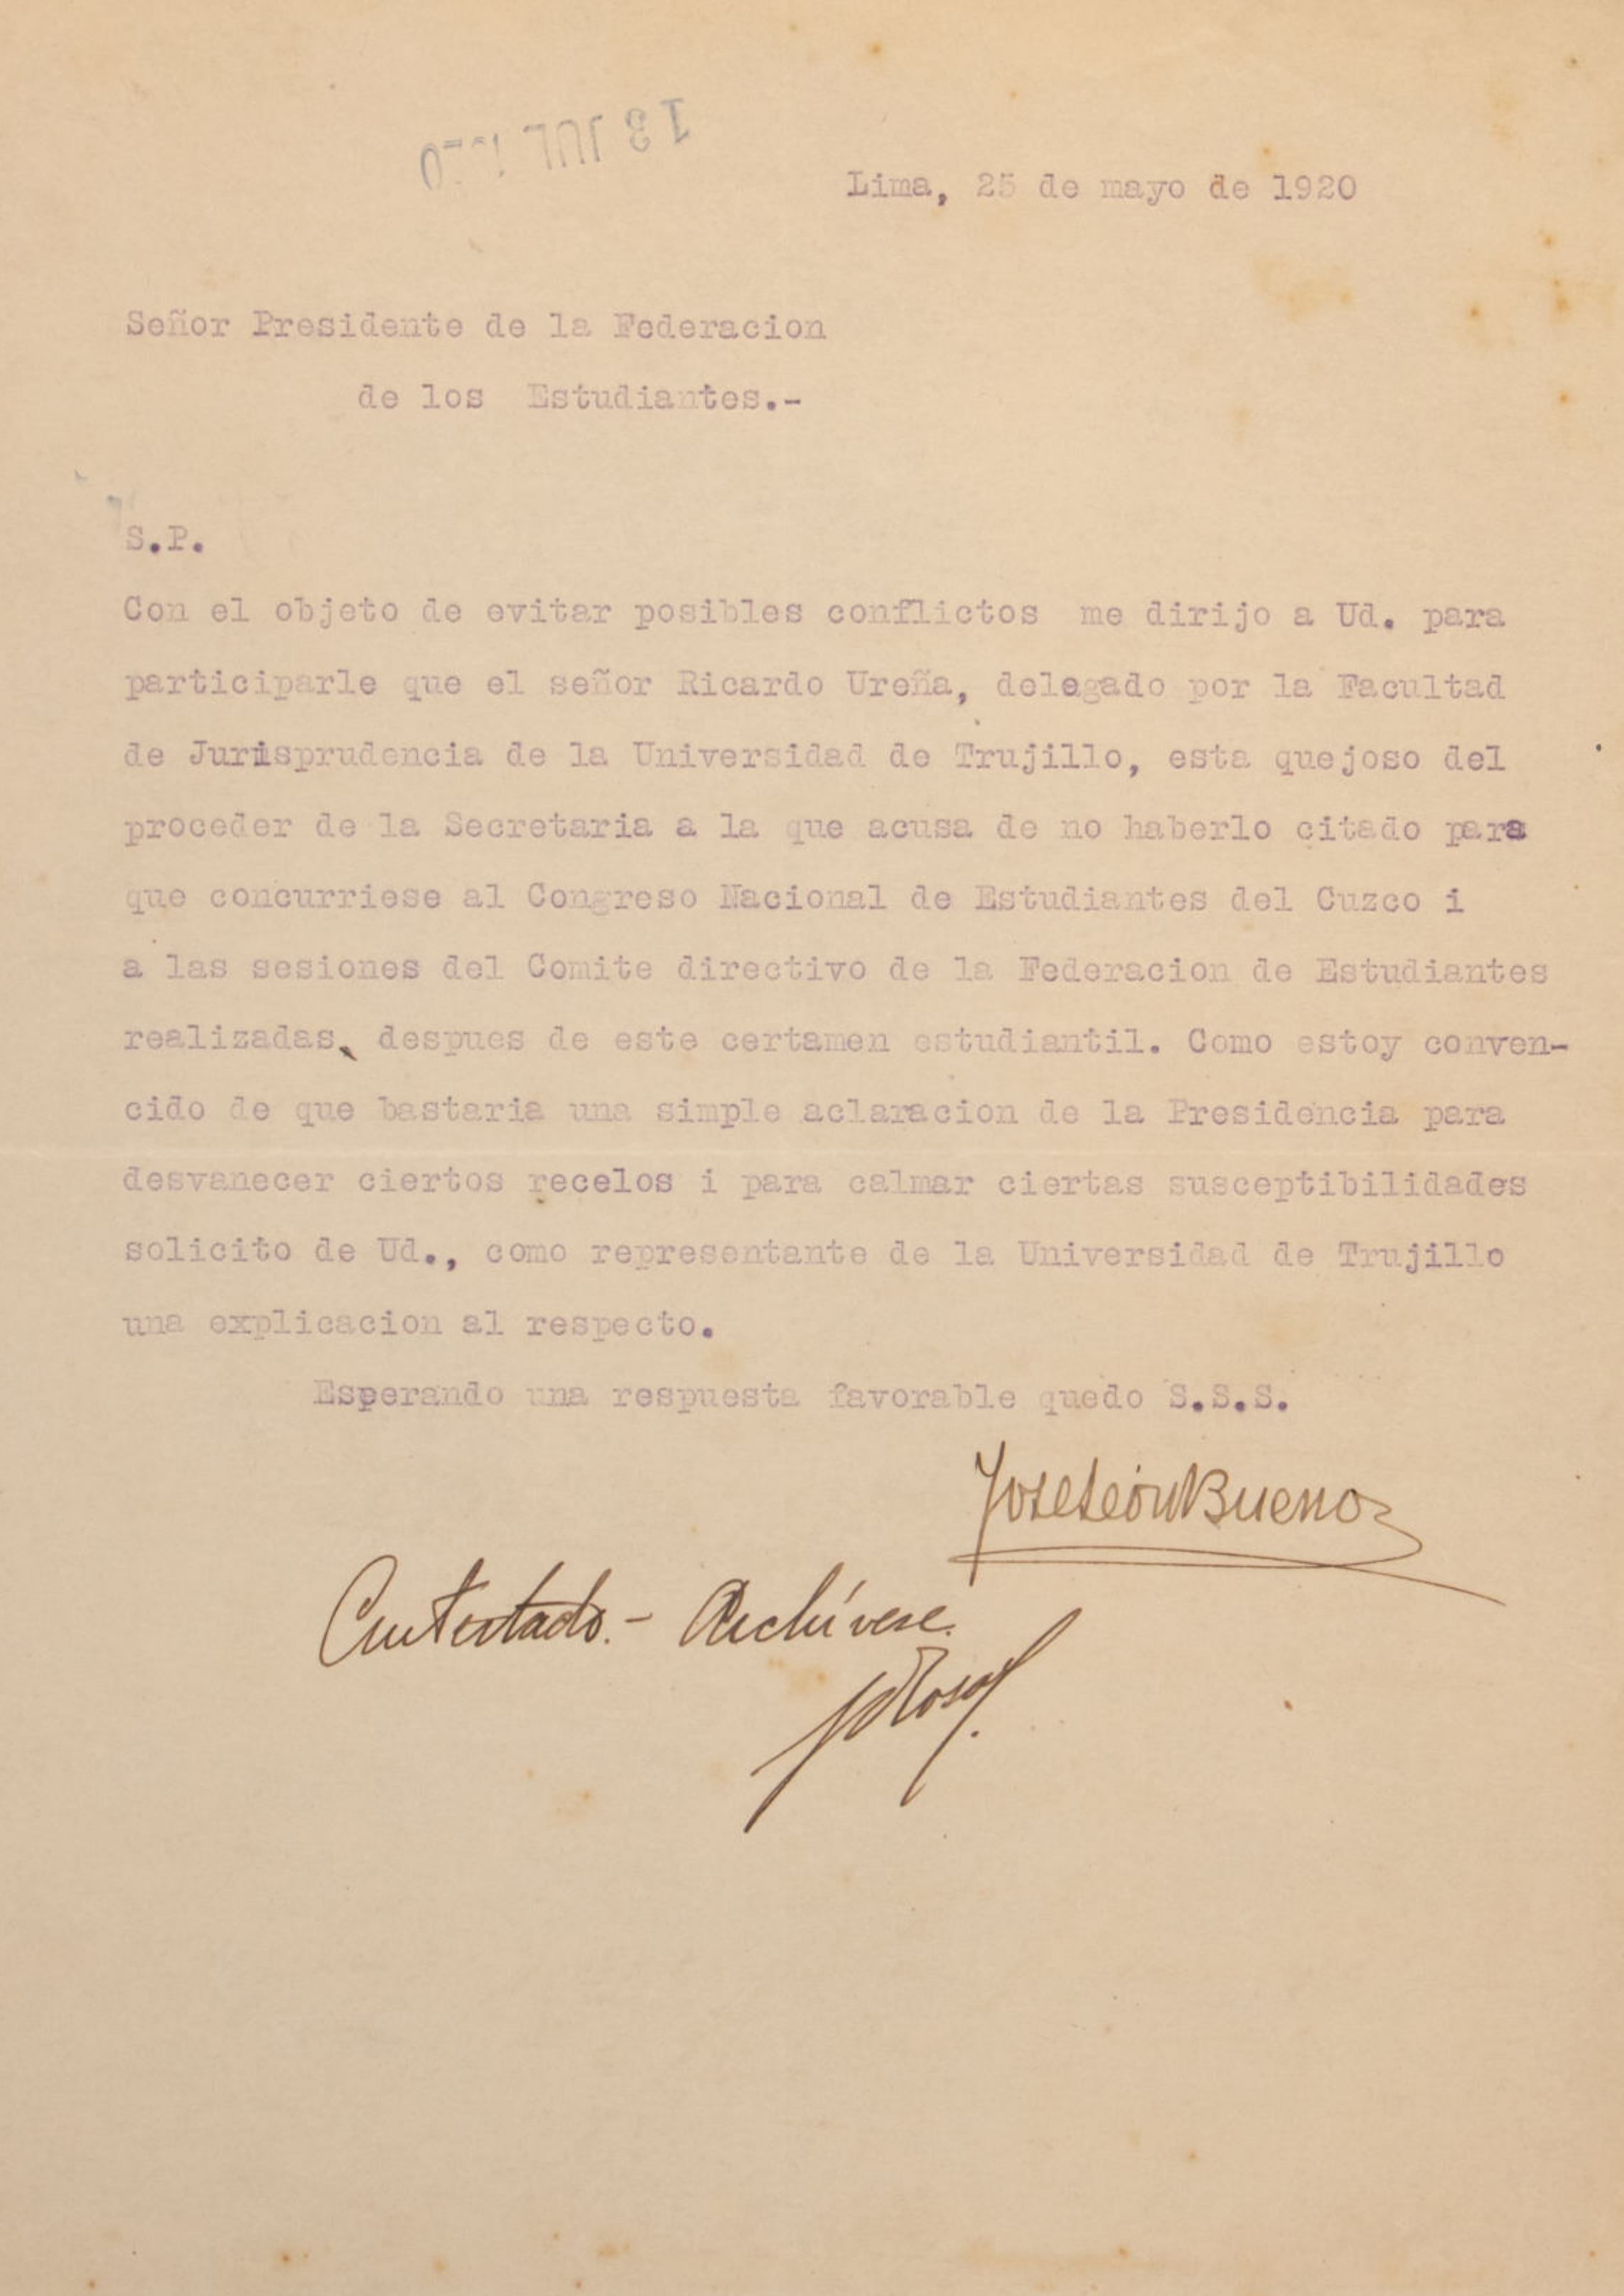 13 JUL 1920
Lima, 25 de mayo de 1920
Señor Presidente de la Federacion
de los Estudiantes.-
S.P.
Con el objeto de evitar posibles conflictos me dirijo a Ud. para
participarle que el señor Ricardo Ureña, delegado por la Facultad
de Jurisprudencia de la Universidad de Trujillo, esta quejoso del
proceder de la Secretaria a la que acusa de no haberlo citado para
que concurriese al Congreso Nacional de Estudiantes del Cuzco i
a las sesiones del Comite directivo de la Federacion de Estudiantes
realizadas, despues de este certamen estudiantil. Como estoy conven-
cido de que bastaria una simple aclaracion de la Presidencia para
desvanecer ciertos recelos i para calmar ciertas susceptibilidades
solicito de Ud., como representante de la Universidad de Trujillo
una explicacion al respecto.
Esperando una respuesta favorable quedo S.S.S.
José León Bueno
Contestado.- Archívese.